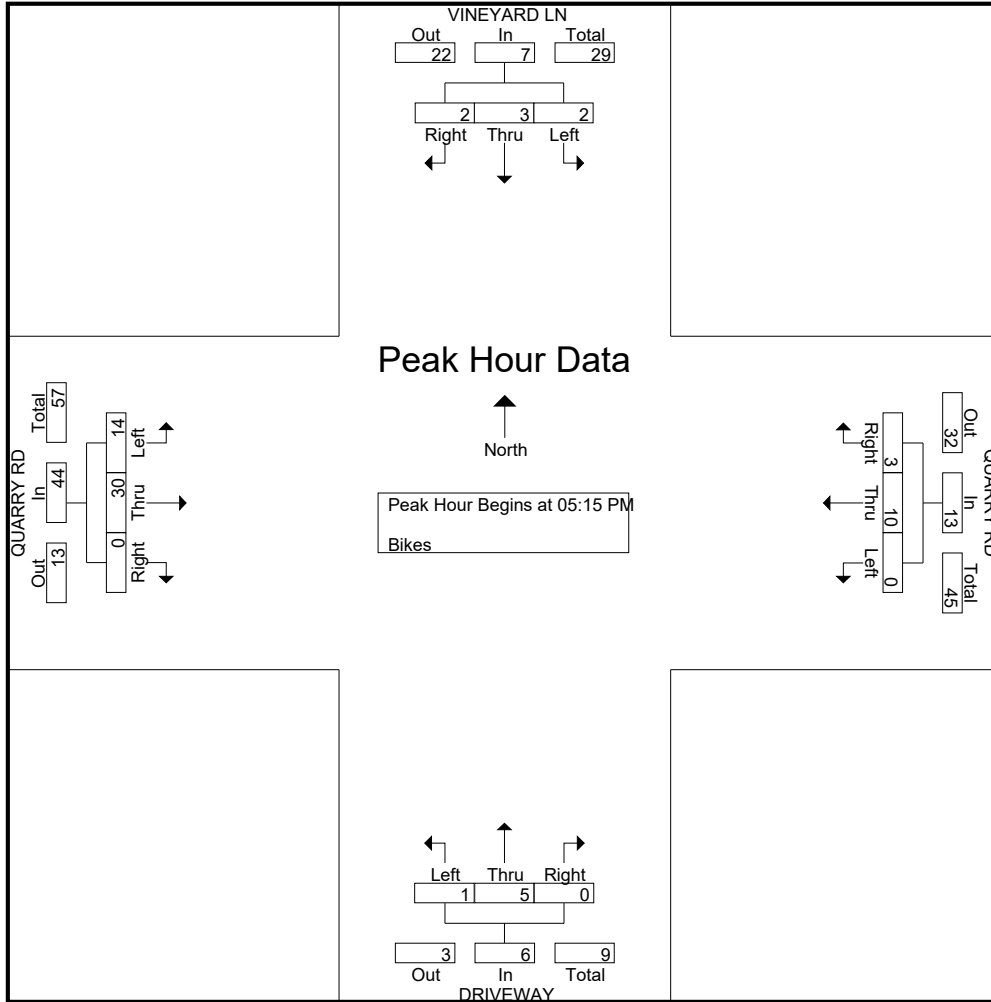 VINEYARD LN
Out In Total
22 7 29
2 3 2
Right Thru Left
Peak Hour Data
North
Peak Hour Begins at 05:15 PM
Bikes
QUARRY RD
Total In Out
57 44 13
14 30 0
Left Thru Right
QUARRY RD
Out In Total
32 13 45
3 10 0
Right Thru Left
Left Thru Right
1 5 0
3 6 9
Out In Total
DRIVEWAY